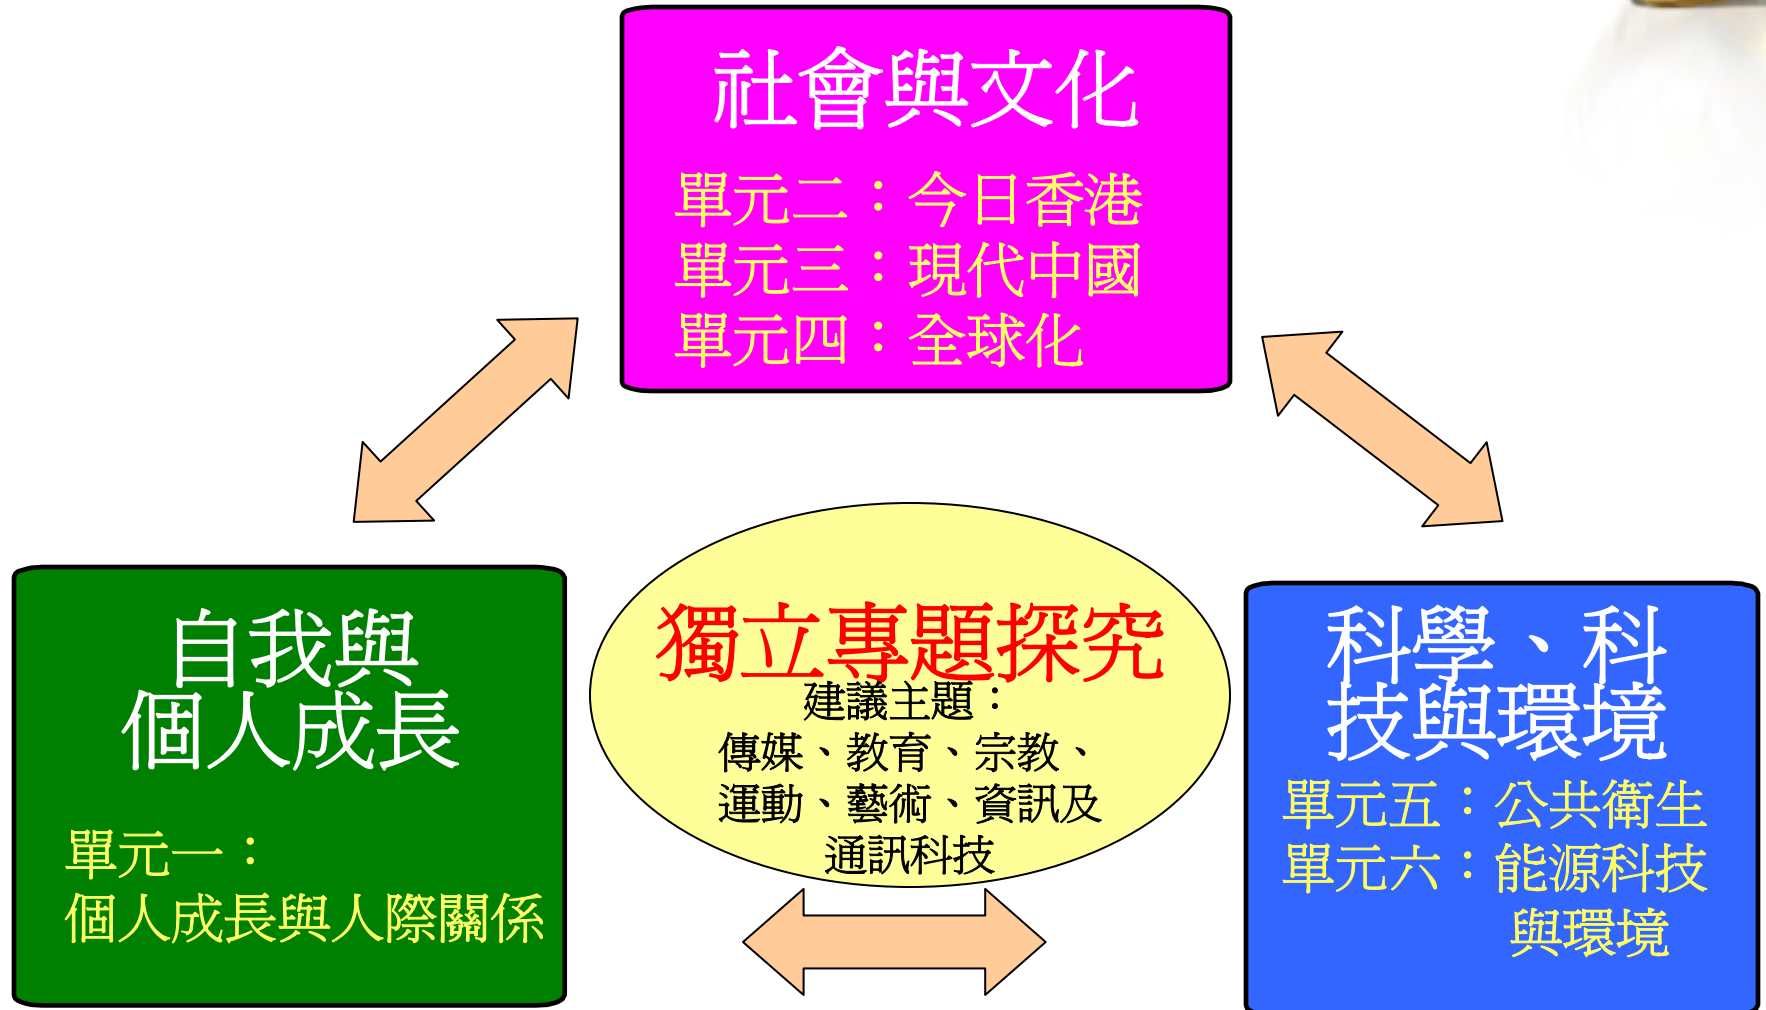 社會與文化
單元二：今日香港
單元三：現代中國
單元四：全球化
自我與
個人成長
單元一：
個人成長與人際關係
獨立專題探究
建議主題：
傳媒、教育、宗教、
運動、藝術、資訊及
通訊科技
科學、科
技與環境
單元五：公共衛生
單元六：能源科技
與環境